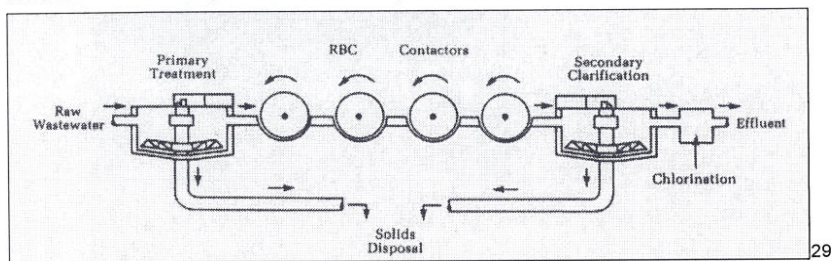 RBC Contactors
Primary
Treatment
Secondary
Clarification
Raw
Wastewater
Effluent
Chlorination
Solids
Disposal
29